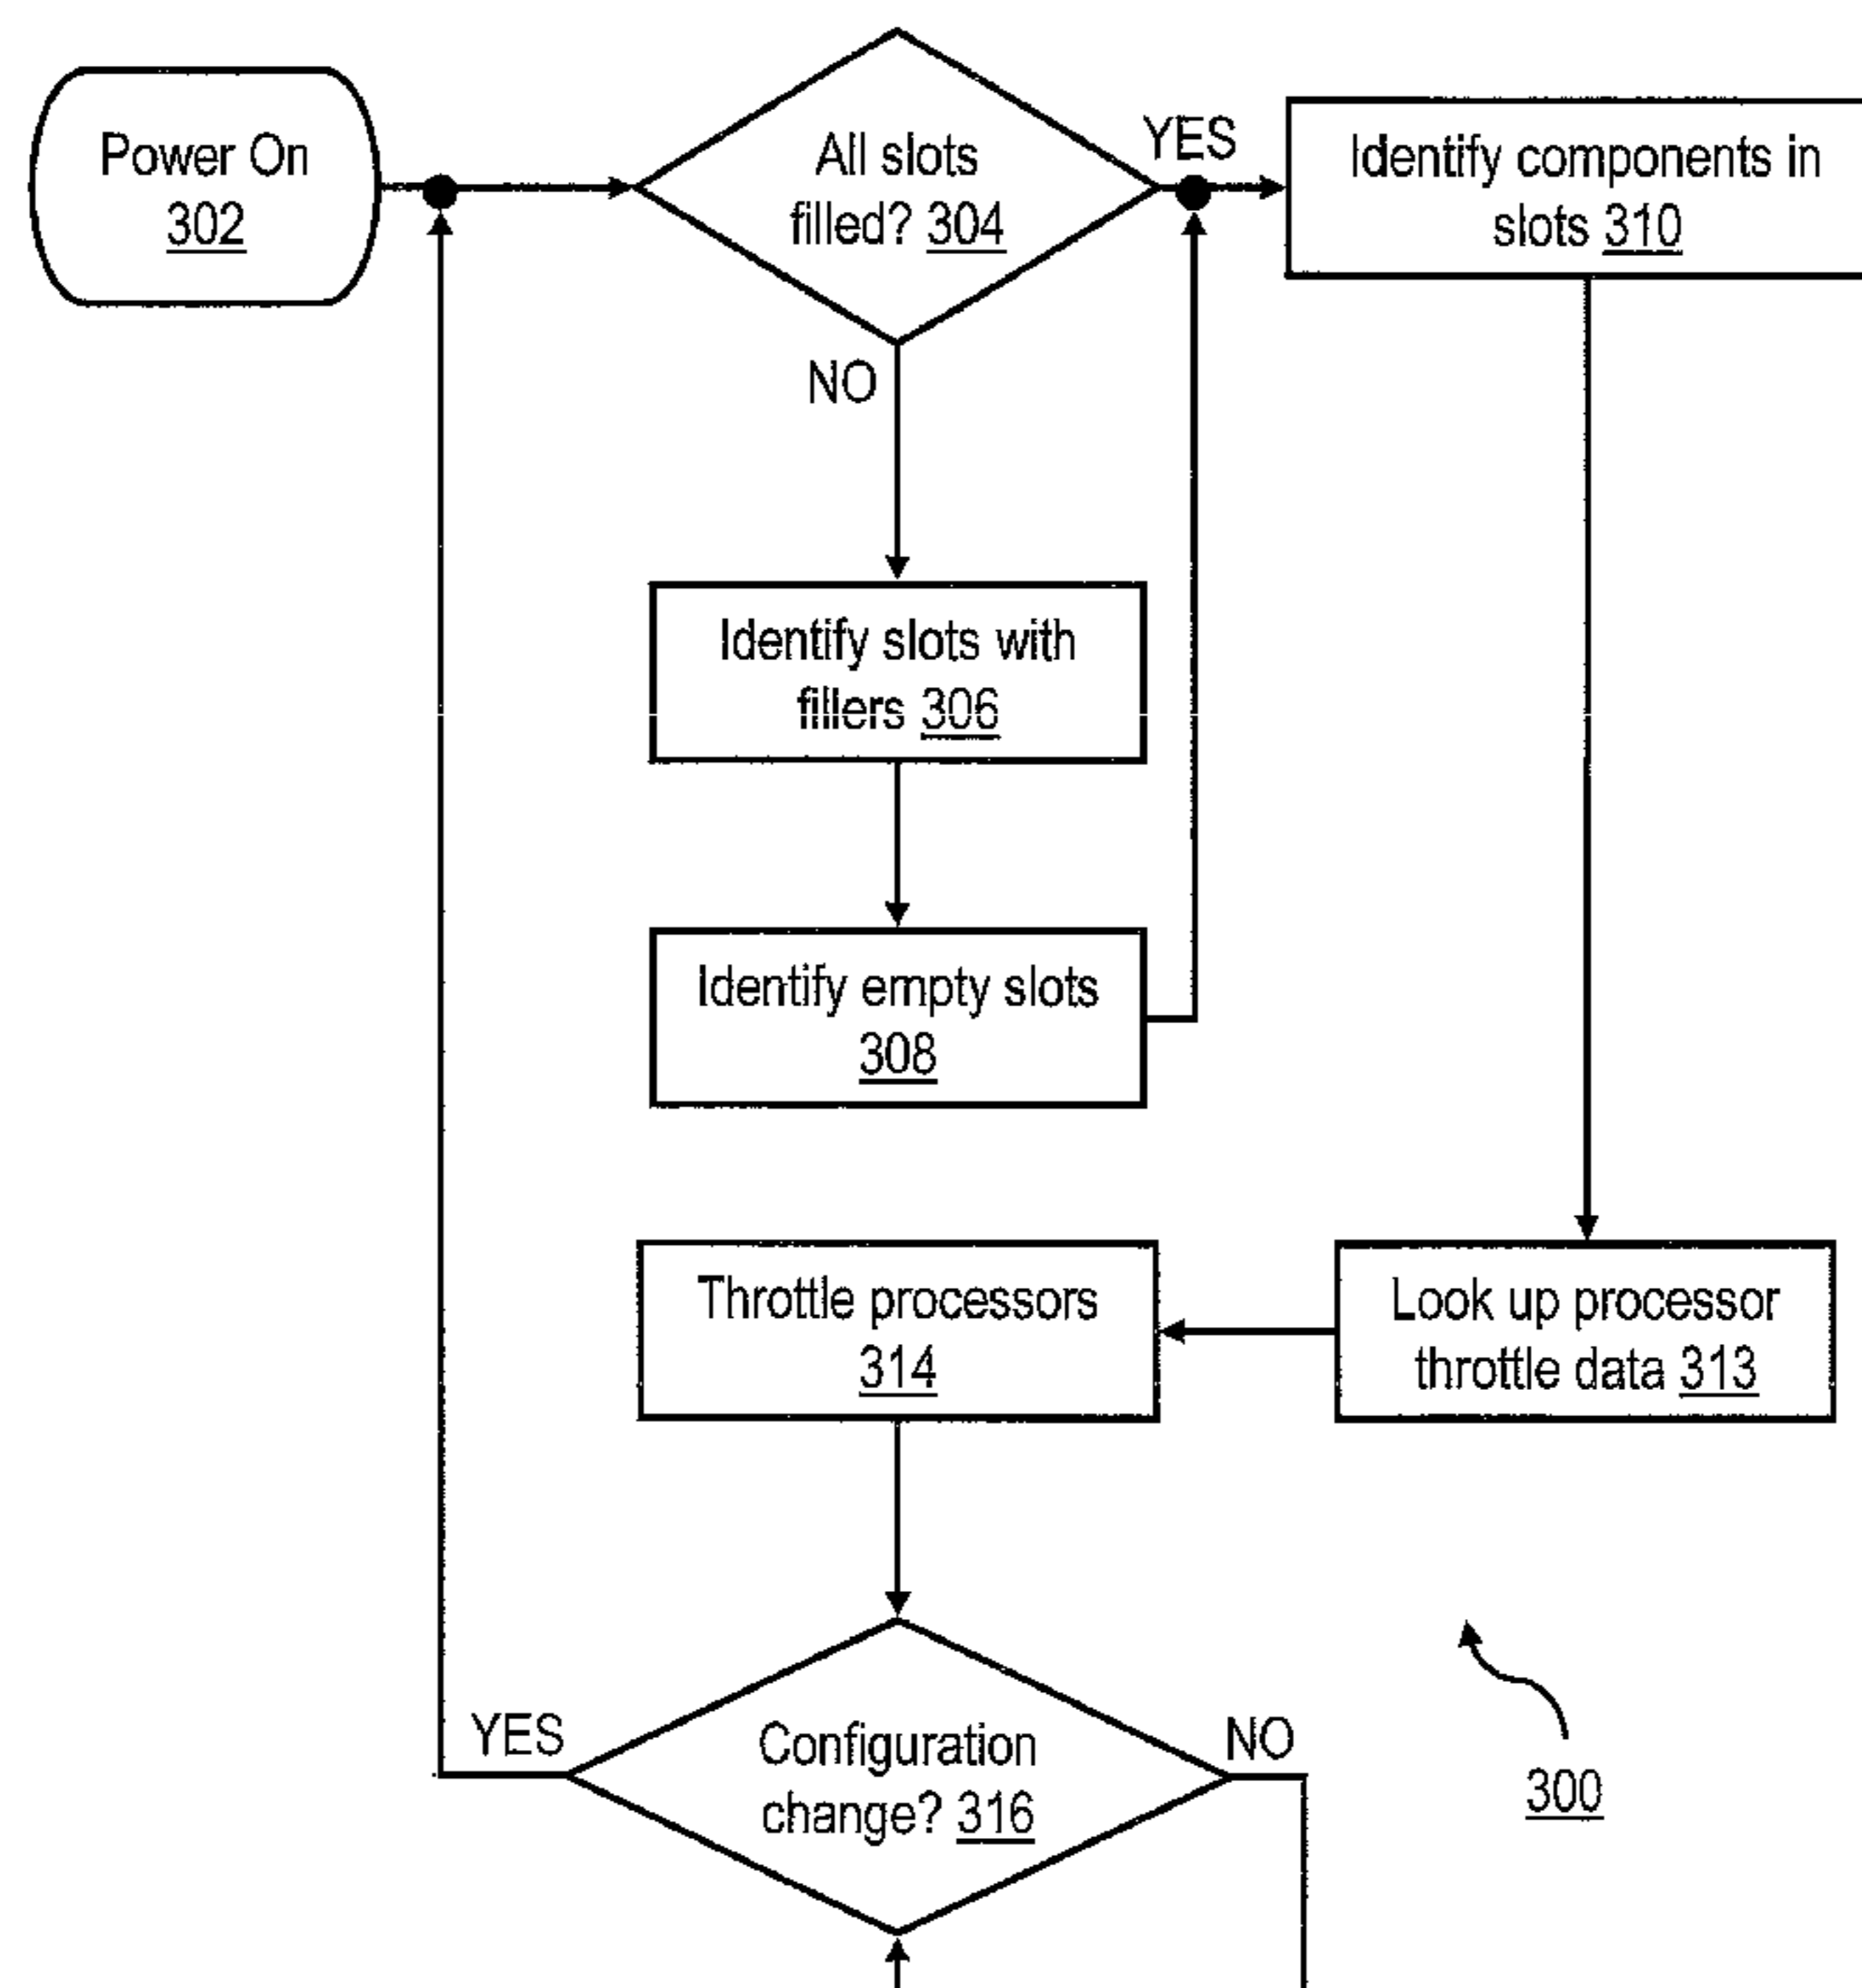 Power On
302
All slots
filled? 304
YES
Identify components in
slots 310
NO
Identify slots with
fillers 306
Identify empty slots
308
Throttle processors
314
Look up processor
throttle data 313
YES
Configuration
change? 316
NO
300